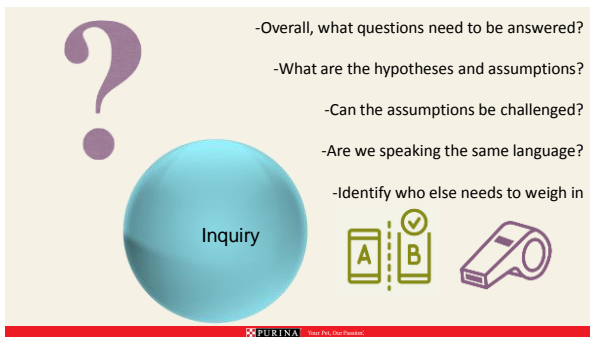 -Overall, what questions need to be answered?
-What are the hypotheses and assumptions?
-Can the assumptions be challenged?
-Are we speaking the same language?
-Identify who else needs to weigh in
Inquiry
A B
PURINA Your Pet, Our Passion.